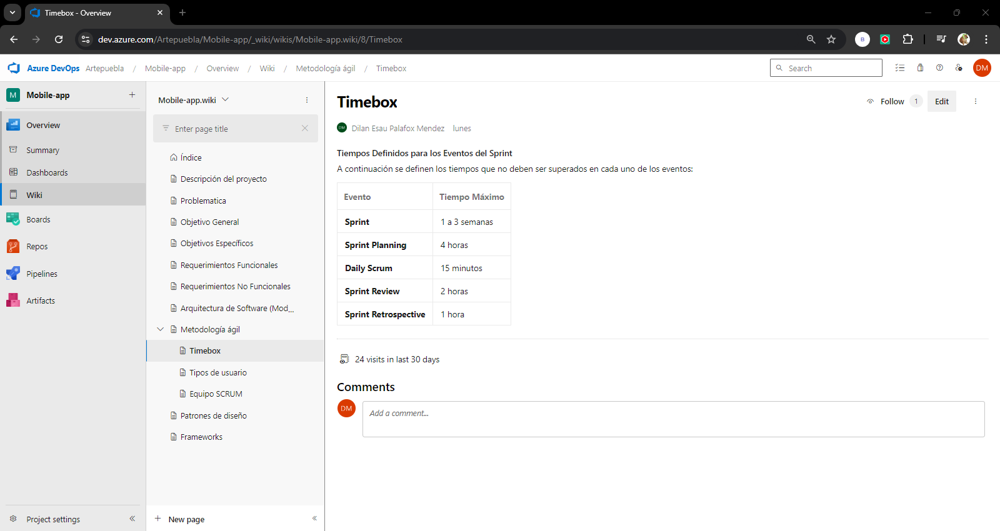 Timebox - Overview
dev.azure.com/Artepuebla/Mobile-app/_wiki/wikis/Mobile-app.wiki/8/Timebox
B
Azure DevOps Artepuebla / Mobile-app / Overview / Wiki / Metodología ágil / Timebox
Search
DM
M Mobile-app
Overview
Summary
Dashboards
Wiki
Boards
Repos
Pipelines
Artifacts
Project settings
Mobile-app.wiki
Enter page title
Índice
Descripción del proyecto
Problematica
Objetivo General
Objetivos Específicos
Requerimientos Funcionales
Requerimientos No Funcionales
Arquitectura de Software (Mod...
Metodología ágil
Timebox
Tipos de usuario
Equipo SCRUM
Patrones de diseño
Frameworks
New page
Timebox
Follow 1 Edit
DM Dilan Esau Palafox Mendez lunes
Tiempos Definidos para los Eventos del Sprint
A continuación se definen los tiempos que no deben ser superados en cada uno de los eventos:
Evento Tiempo Máximo
Sprint 1 a 3 semanas
Sprint Planning 4 horas
Daily Scrum 15 minutos
Sprint Review 2 horas
Sprint Retrospective 1 hora
24 visits in last 30 days
Comments
DM Add a comment...